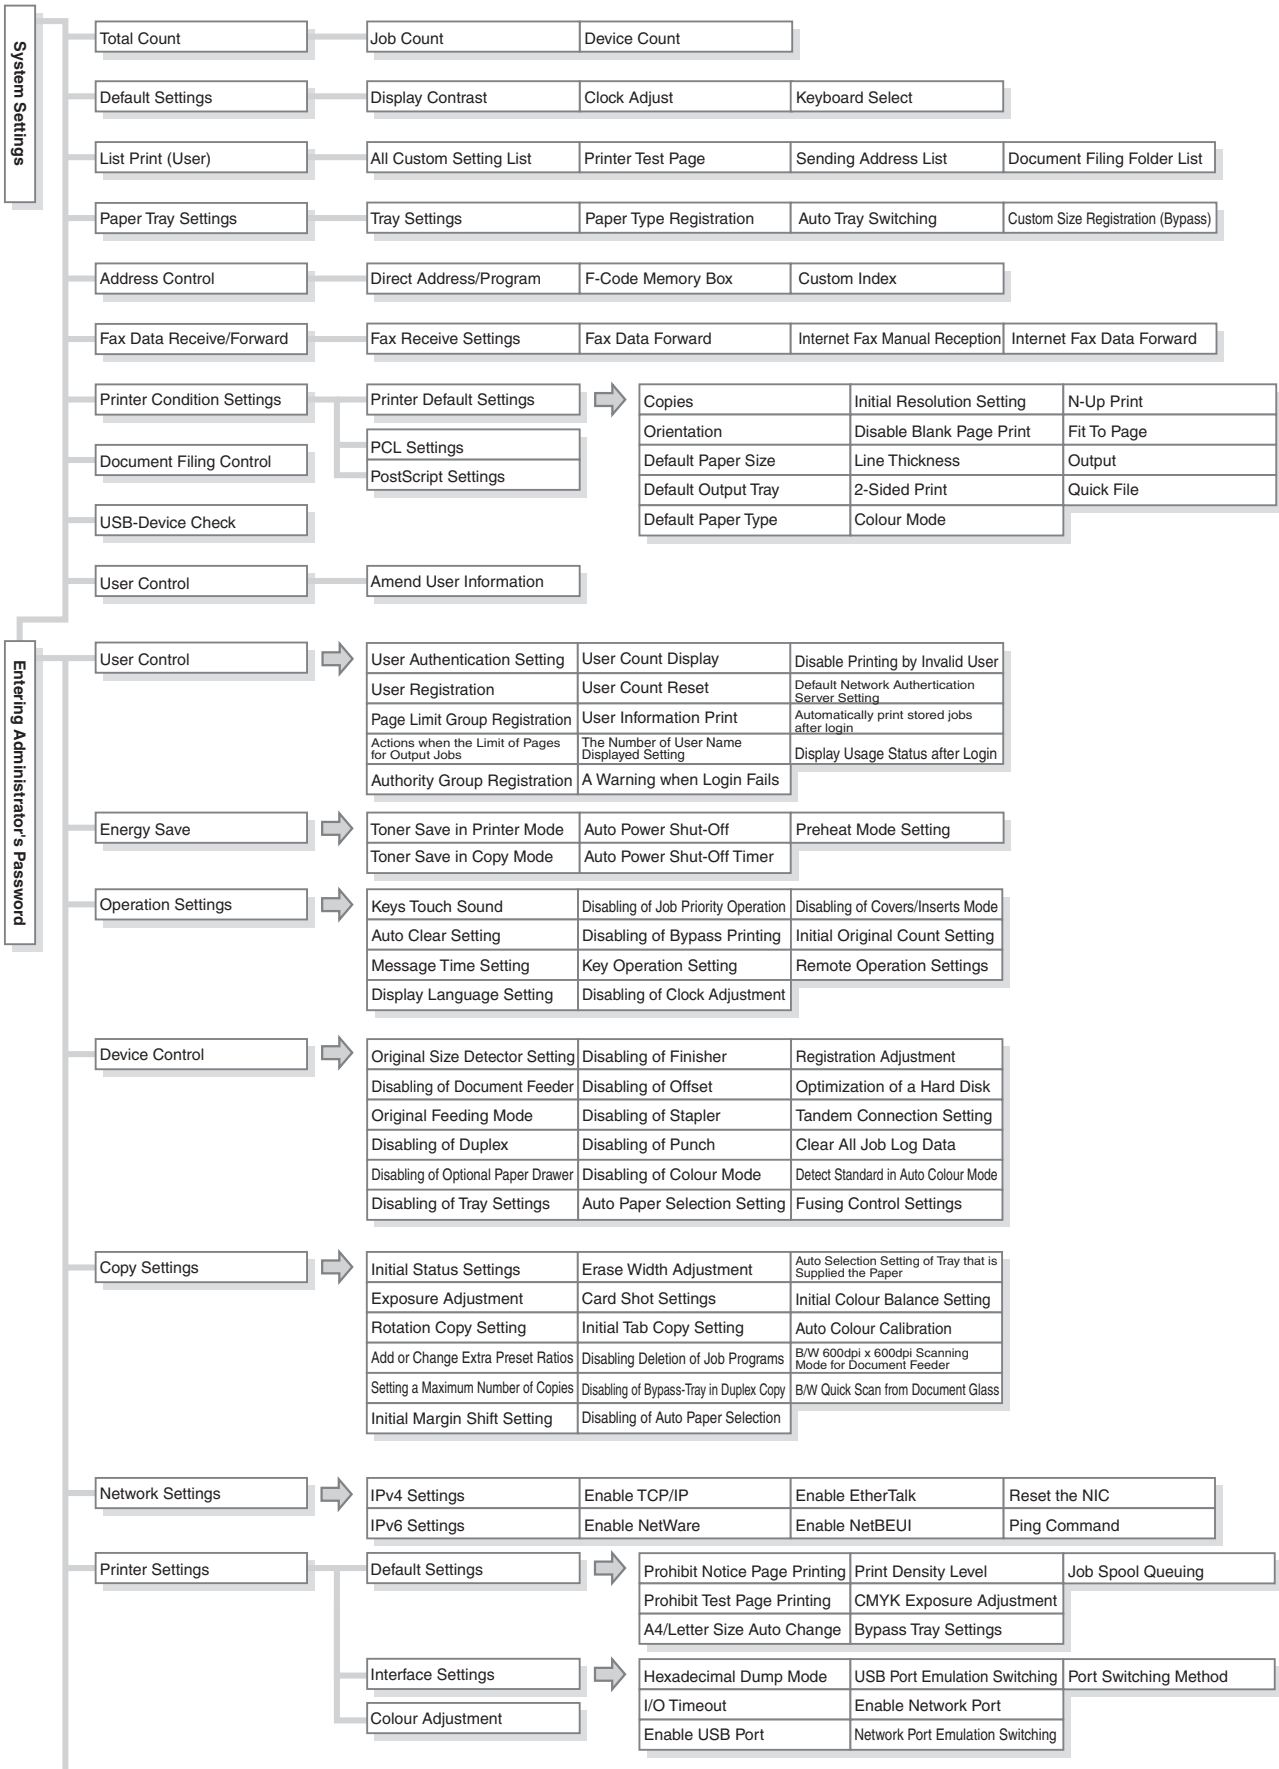 System Settings
Total Count
Job Count
Device Count
Default Settings
Display Contrast
Clock Adjust
Keyboard Select
List Print (User)
All Custom Setting List
Printer Test Page
Sending Address List
Document Filing Folder List
Paper Tray Settings
Tray Settings
Paper Type Registration
Auto Tray Switching
Custom Size Registration (Bypass)
Address Control
Direct Address/Program
F-Code Memory Box
Custom Index
Fax Data Receive/Forward
Fax Receive Settings
Fax Data Forward
Internet Fax Manual Reception
Internet Fax Data Forward
Printer Condition Settings
Printer Default Settings
Copies
Initial Resolution Setting
N-Up Print
Orientation
Disable Blank Page Print
Fit To Page
PCL Settings
Document Filing Control
Default Paper Size
Line Thickness
Output
PostScript Settings
Default Output Tray
2-Sided Print
Quick File
USB-Device Check
Default Paper Type
Colour Mode
User Control
Amend User Information
Entering Administrator's Password
User Control
User Authentication Setting
User Count Display
Disable Printing by Invalid User
User Registration
User Count Reset
Default Network Authertication
Server Setting
Page Limit Group Registration
User Information Print
Automatically print stored jobs
after login
Actions when the Limit of Pages
for Output Jobs
The Number of User Name
Displayed Setting
Display Usage Status after Login
Authority Group Registration
A Warning when Login Fails
Energy Save
Toner Save in Printer Mode
Auto Power Shut-Off
Preheat Mode Setting
Toner Save in Copy Mode
Auto Power Shut-Off Timer
Operation Settings
Keys Touch Sound
Disabling of Job Priority Operation
Disabling of Covers/Inserts Mode
Auto Clear Setting
Disabling of Bypass Printing
Initial Original Count Setting
Message Time Setting
Key Operation Setting
Remote Operation Settings
Display Language Setting
Disabling of Clock Adjustment
Device Control
Original Size Detector Setting
Disabling of Finisher
Registration Adjustment
Disabling of Document Feeder
Disabling of Offset
Optimization of a Hard Disk
Original Feeding Mode
Disabling of Stapler
Tandem Connection Setting
Disabling of Duplex
Disabling of Punch
Clear All Job Log Data
Disabling of Optional Paper Drawer
Disabling of Colour Mode
Detect Standard in Auto Colour Mode
Disabling of Tray Settings
Auto Paper Selection Setting
Fusing Control Settings
Copy Settings
Initial Status Settings
Erase Width Adjustment
Auto Selection Setting of Tray that is
Supplied the Paper
Exposure Adjustment
Card Shot Settings
Initial Colour Balance Setting
Rotation Copy Setting
Initial Tab Copy Setting
Auto Colour Calibration
Add or Change Extra Preset Ratios
Disabling Deletion of Job Programs
B/W 600dpi x 600dpi Scanning
Mode for Document Feeder
Setting a Maximum Number of Copies
Disabling of Bypass-Tray in Duplex Copy
B/W Quick Scan from Document Glass
Initial Margin Shift Setting
Disabling of Auto Paper Selection
Network Settings
IPv4 Settings
Enable TCP/IP
Enable EtherTalk
Reset the NIC
IPv6 Settings
Enable NetWare
Enable NetBEUI
Ping Command
Printer Settings
Default Settings
Prohibit Notice Page Printing
Print Density Level
Job Spool Queuing
Prohibit Test Page Printing
CMYK Exposure Adjustment
A4/Letter Size Auto Change
Bypass Tray Settings
Interface Settings
Hexadecimal Dump Mode
USB Port Emulation Switching
Port Switching Method
I/O Timeout
Enable Network Port
Colour Adjustment
Enable USB Port
Network Port Emulation Switching